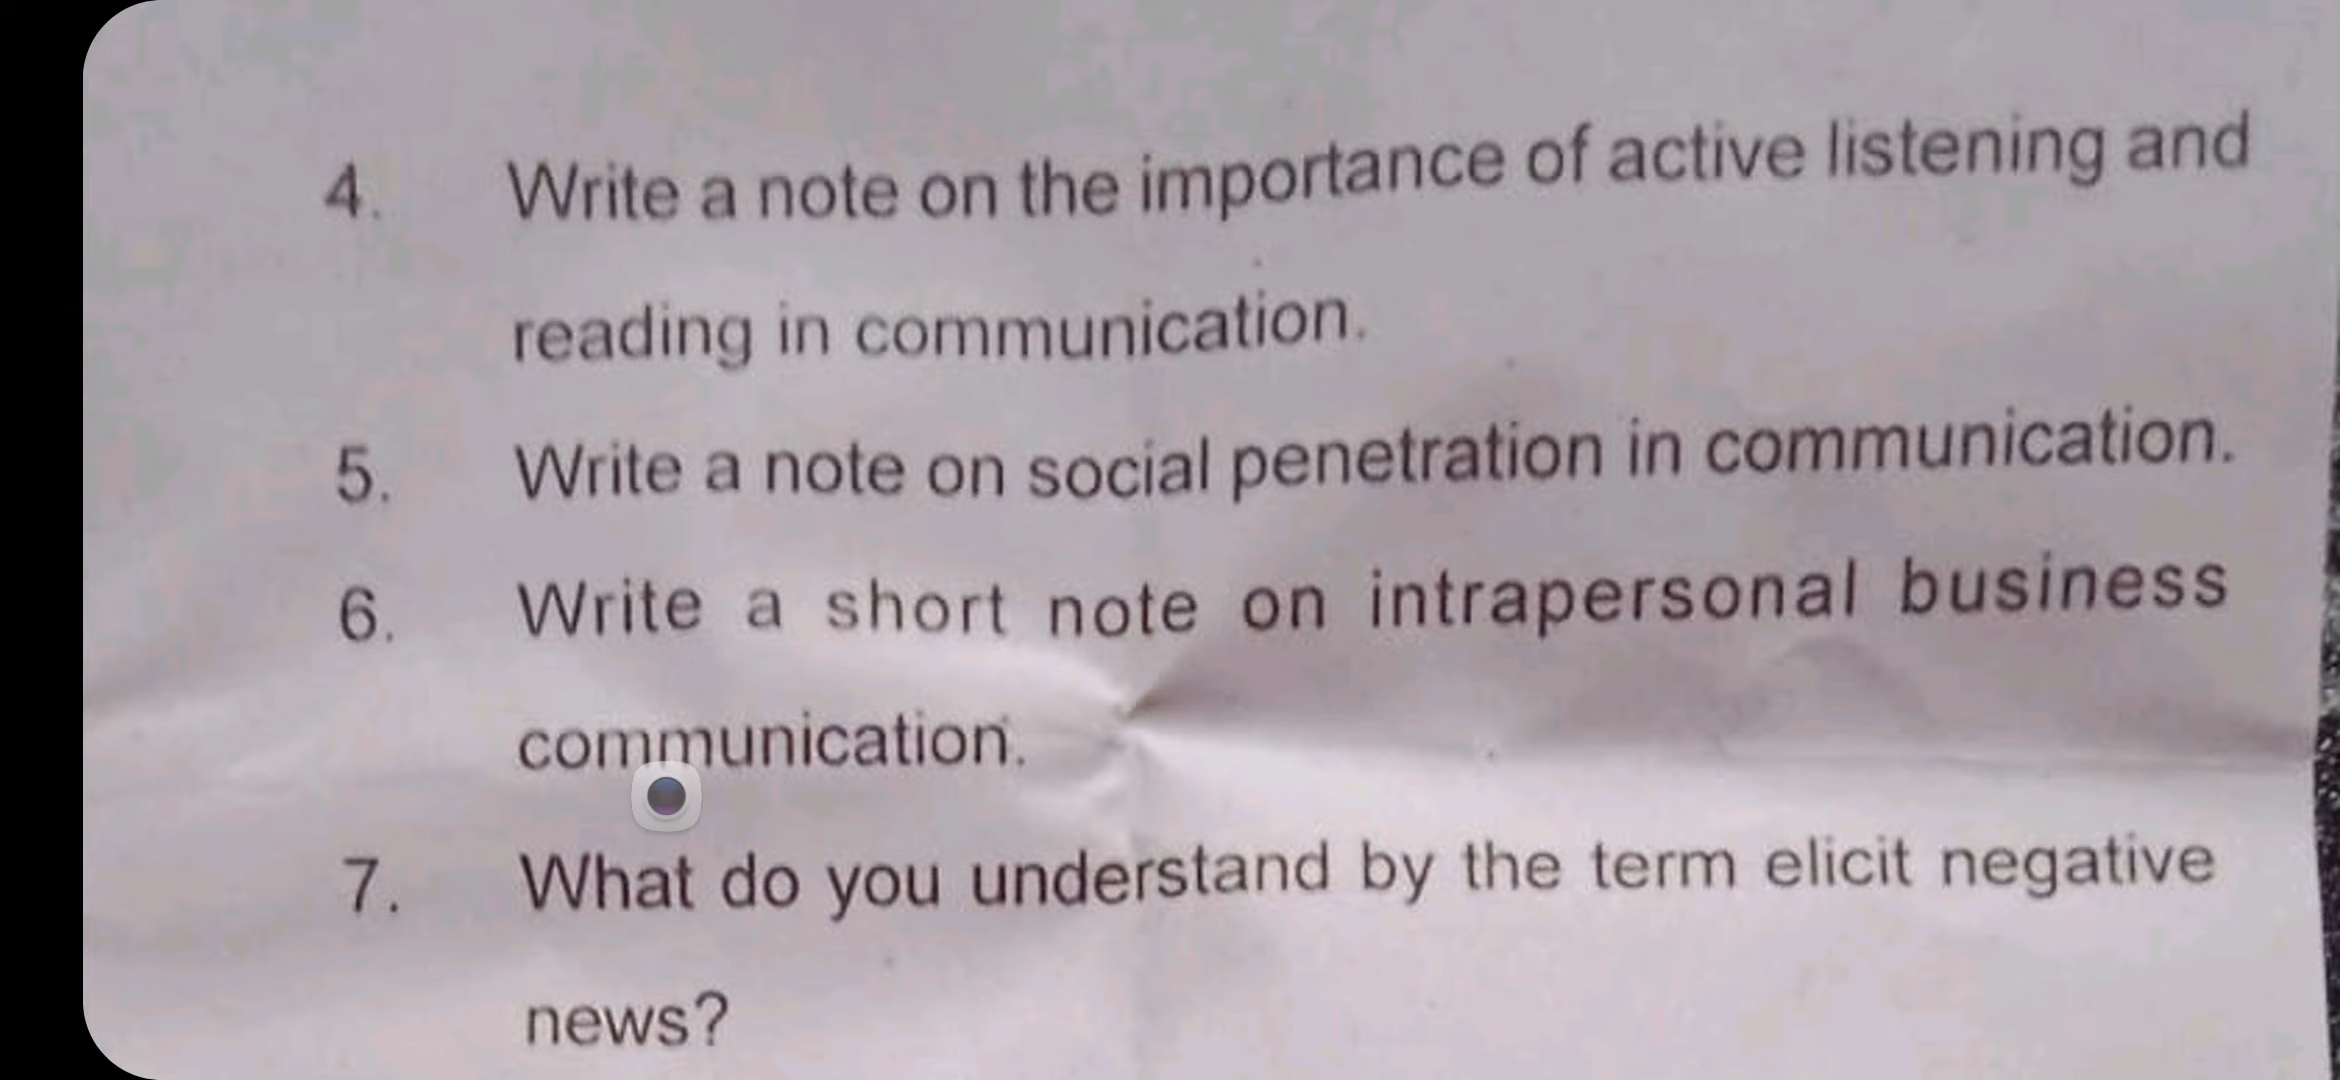 4. Write a note on the importance of active listening and
reading in communication.
5. Write a note on social penetration in communication.
6. Write a short note on intrapersonal business
communication.
7. What do you understand by the term elicit negative
news?